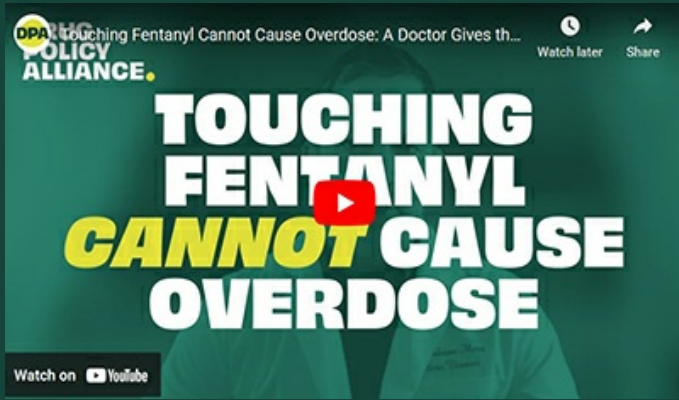 DPA
Touching Fentanyl Cannot Cause Overdose: A Doctor Gives th...
Watch later
Share
DRUG
POLICY
ALLIANCE.
TOUCHING
FENTANYL
CANNOT CAUSE
OVERDOSE
Watch on YouTube